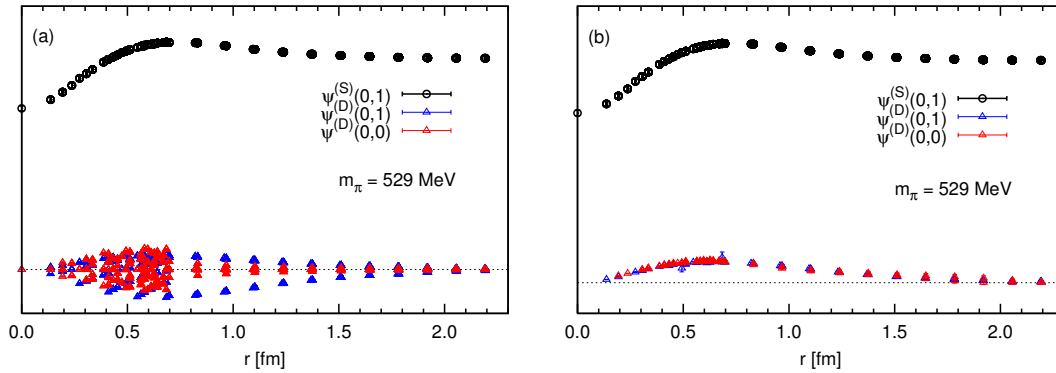 (a)
ψ(S)(0,1)
ψ(D)(0,1)
ψ(D)(0,0)
mπ = 529 MeV
0.0 0.5 1.0 1.5 2.0
r [fm]
(b)
ψ(S)(0,1)
ψ(D)(0,1)
ψ(D)(0,0)
mπ = 529 MeV
0.0 0.5 1.0 1.5 2.0
r [fm]